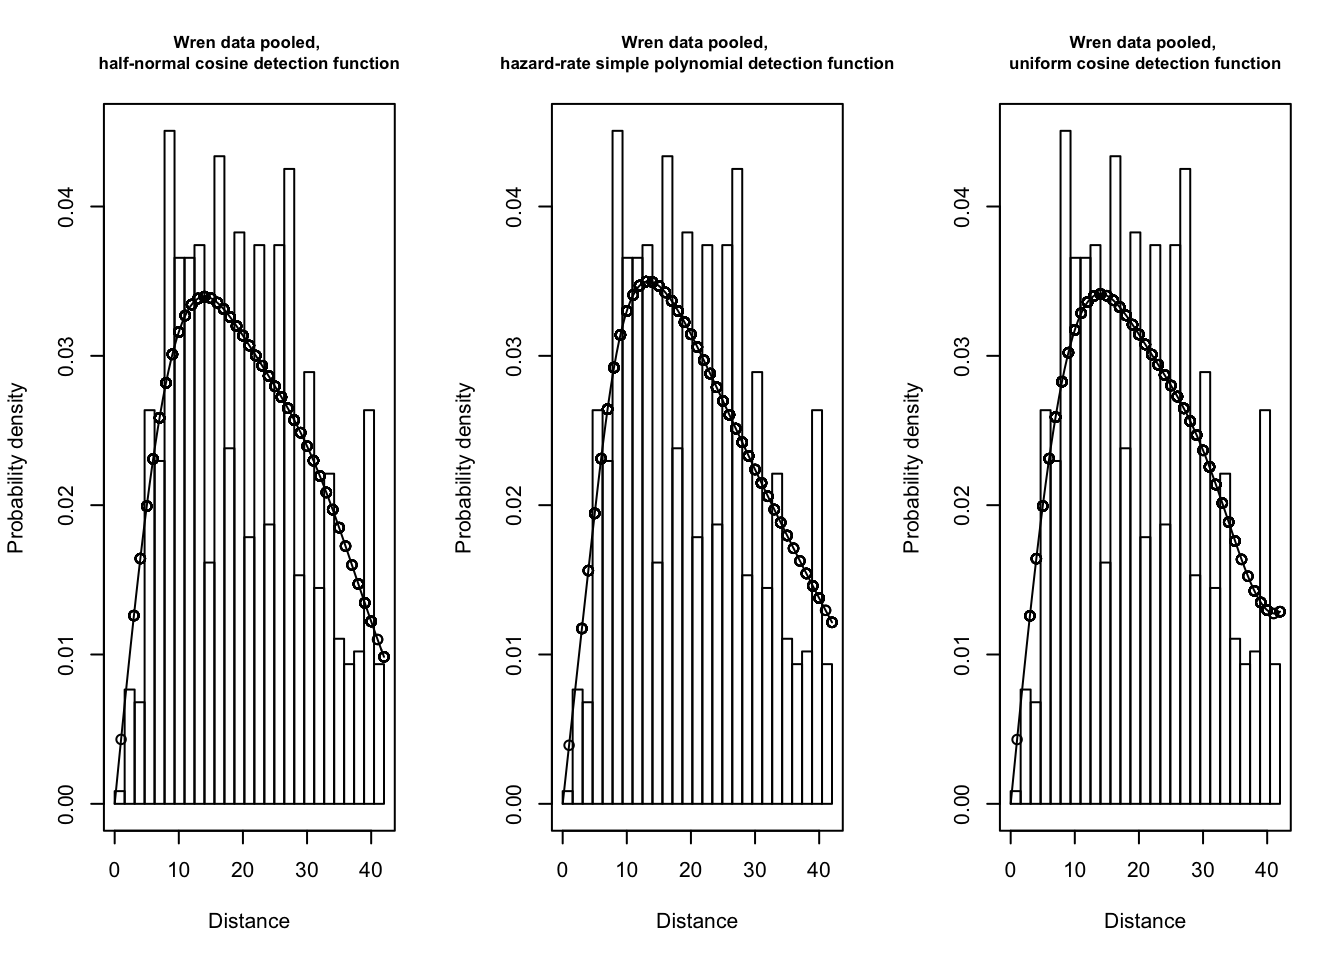 Wren data pooled,
half-normal cosine detection function
Probability density
0.00
0.01
0.02
0.03
0.04
0
10
20
30
40
Distance
Wren data pooled,
hazard-rate simple polynomial detection function
Probability density
0.00
0.01
0.02
0.03
0.04
0
10
20
30
40
Distance
Wren data pooled,
uniform cosine detection function
Probability density
0.00
0.01
0.02
0.03
0.04
0
10
20
30
40
Distance